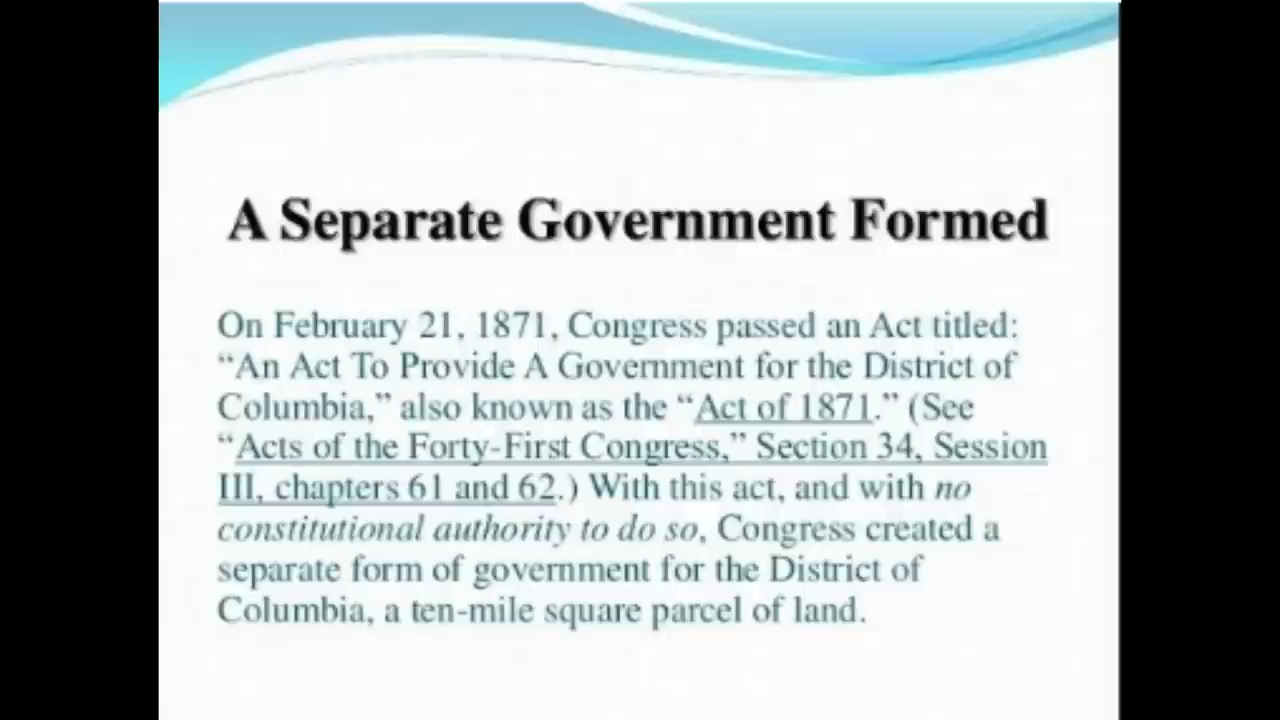 A Separate Government Formed
On February 21, 1871, Congress passed an Act titled:
“An Act To Provide A Government for the District of
Columbia,” also known as the “Act of 1871.” (See
“Acts of the Forty-First Congress,” Section 34, Session
III, chapters 61 and 62.) With this act, and with no
constitutional authority to do so, Congress created a
separate form of government for the District of
Columbia, a ten-mile square parcel of land.